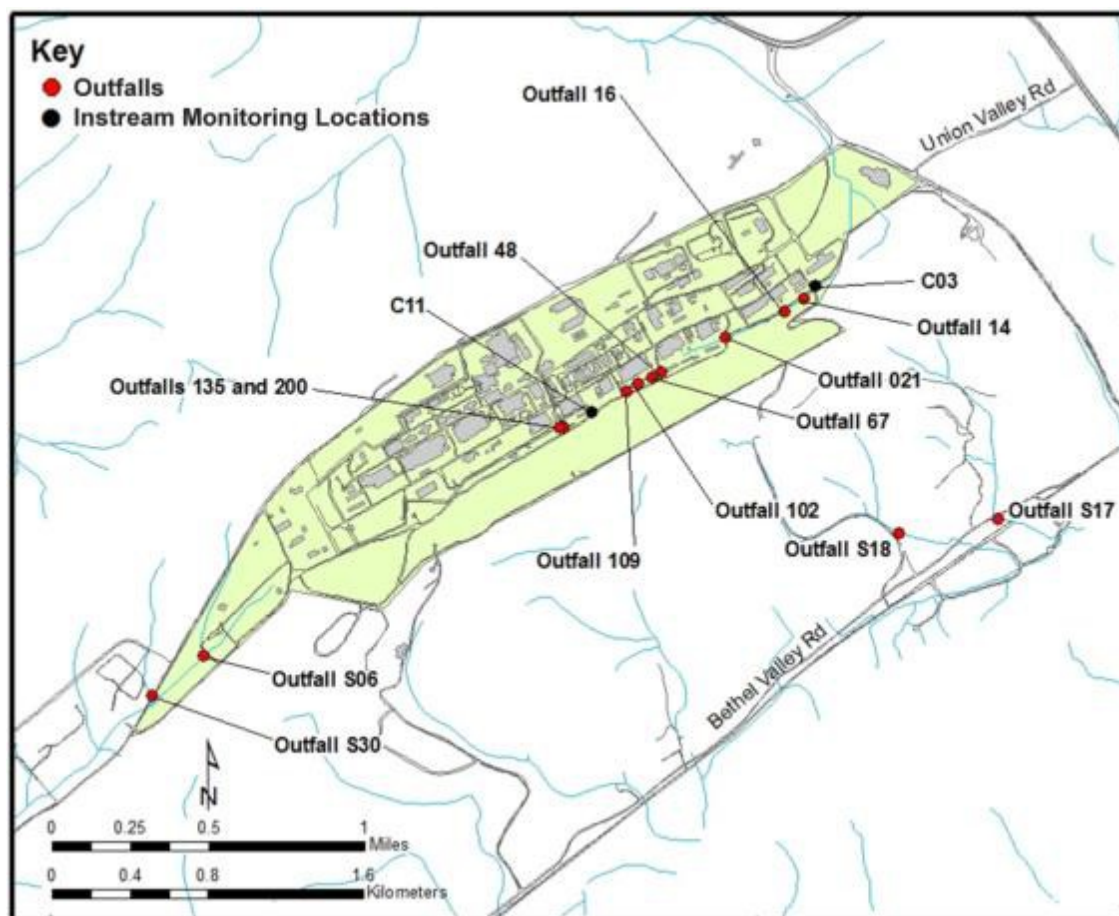 Key
Outfalls
Instream Monitoring Locations
Outfall 16
Union Valley Rd
Outfall 48
C11
C03
Outfall 14
Outfalls 135 and 200
Outfall 021
Outfall 67
Outfall 102
Outfall S17
Outfall S18
Outfall 109
Bethel Valley Rd
Outfall S06
Outfall S30
N
0 0.25 0.5 1
Miles
0 0.4 0.8 1.6
Kilometers